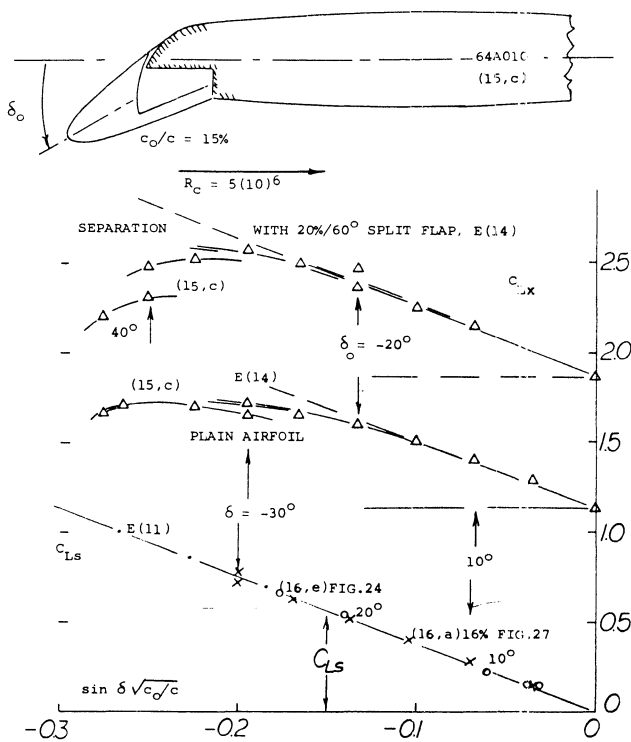 64A010
(15,c)
δo
co/c = 15%
Rc = 5(10)6
SEPARATION
WITH 20%/60° SPLIT FLAP, E(14)
2.5
CLx
(15,c)
40°
δo = -20°
2.0
(15,c)
E(14)
1.5
PLAIN AIRFOIL
δ = -30°
E(11)
1.0
CLs
10°
(16,e)FIG.24
20°
(16,a)16% FIG.27
0.5
CLs
10°
sin δ √co/c
0
-0.3
-0.2
-0.1
0